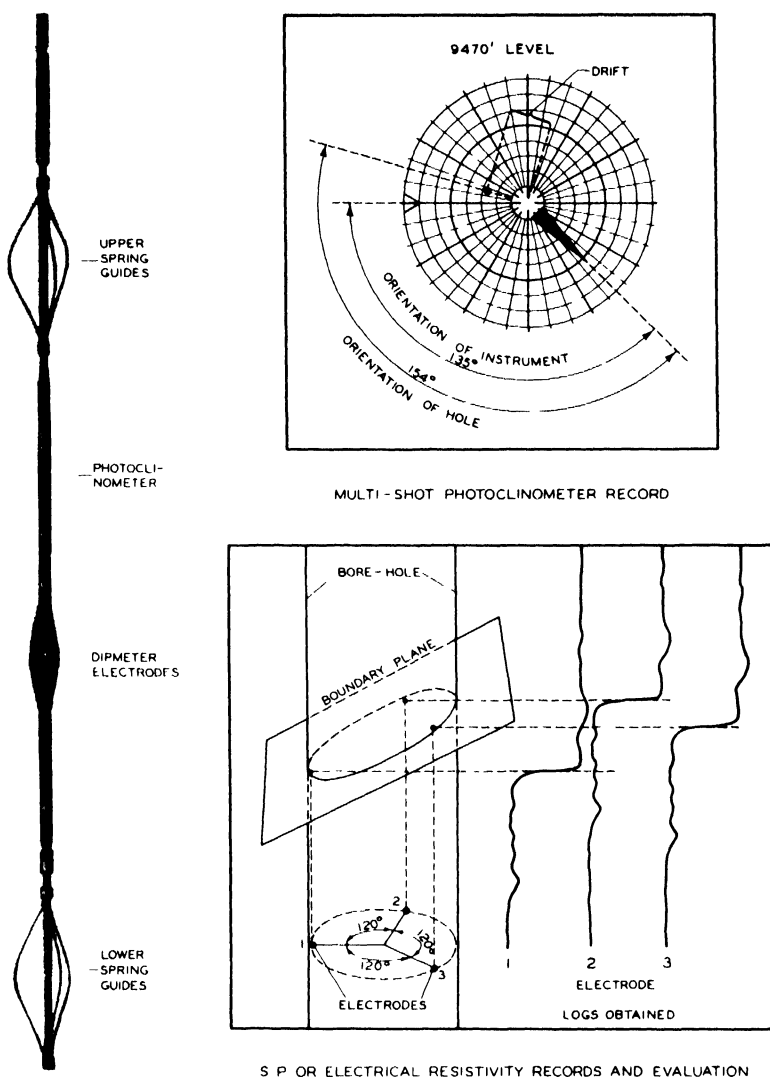 UPPER
SPRING
GUIDES
PHOTOCLI-
NOMETER
DIPMETER
ELECTRODES
LOWER
SPRING
GUIDES
9470' LEVEL
DRIFT
ORIENTATION OF INSTRUMENT
135°
154°
ORIENTATION OF HOLE
MULTI-SHOT PHOTOCLINOMETER RECORD
BORE-HOLE
BOUNDARY PLANE
2
120°
120°
1
120°
3
ELECTRODES
1 2 3
ELECTRODE
LOGS OBTAINED
S P OR ELECTRICAL RESISTIVITY RECORDS AND EVALUATION